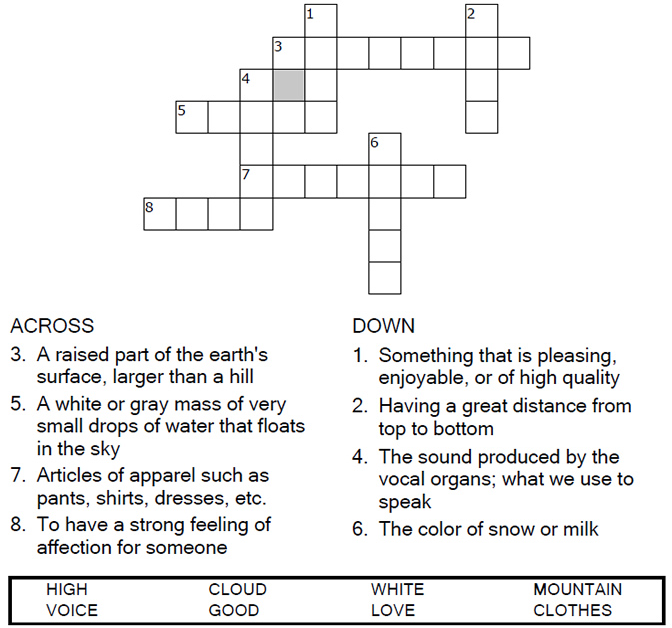 1
2
3
4
5
6
7
8
ACROSS
3. A raised part of the earth's
surface, larger than a hill
5. A white or gray mass of very
small drops of water that floats
in the sky
7. Articles of apparel such as
pants, shirts, dresses, etc.
8. To have a strong feeling of
affection for someone
DOWN
1. Something that is pleasing,
enjoyable, or of high quality
2. Having a great distance from
top to bottom
4. The sound produced by the
vocal organs; what we use to
speak
6. The color of snow or milk
HIGH CLOUD WHITE MOUNTAIN
VOICE GOOD LOVE CLOTHES